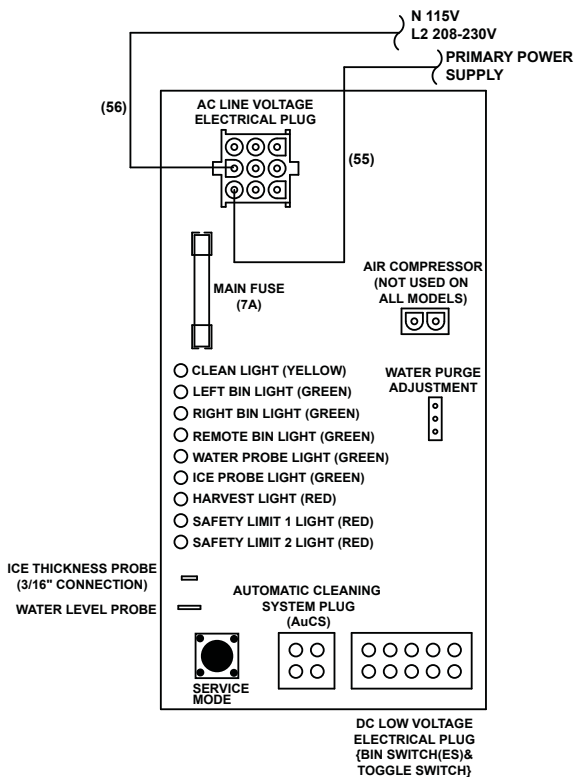 N 115V
L2 208-230V
PRIMARY POWER
SUPPLY
(56)
AC LINE VOLTAGE
ELECTRICAL PLUG
(55)
MAIN FUSE
(7A)
AIR COMPRESSOR
(NOT USED ON
ALL MODELS)
CLEAN LIGHT (YELLOW)
LEFT BIN LIGHT (GREEN)
RIGHT BIN LIGHT (GREEN)
REMOTE BIN LIGHT (GREEN)
WATER PROBE LIGHT (GREEN)
ICE PROBE LIGHT (GREEN)
HARVEST LIGHT (RED)
SAFETY LIMIT 1 LIGHT (RED)
SAFETY LIMIT 2 LIGHT (RED)
WATER PURGE
ADJUSTMENT
ICE THICKNESS PROBE
(3/16" CONNECTION)
WATER LEVEL PROBE
AUTOMATIC CLEANING
SYSTEM PLUG
(AuCS)
SERVICE
MODE
DC LOW VOLTAGE
ELECTRICAL PLUG
{BIN SWITCH(ES)&
TOGGLE SWITCH}